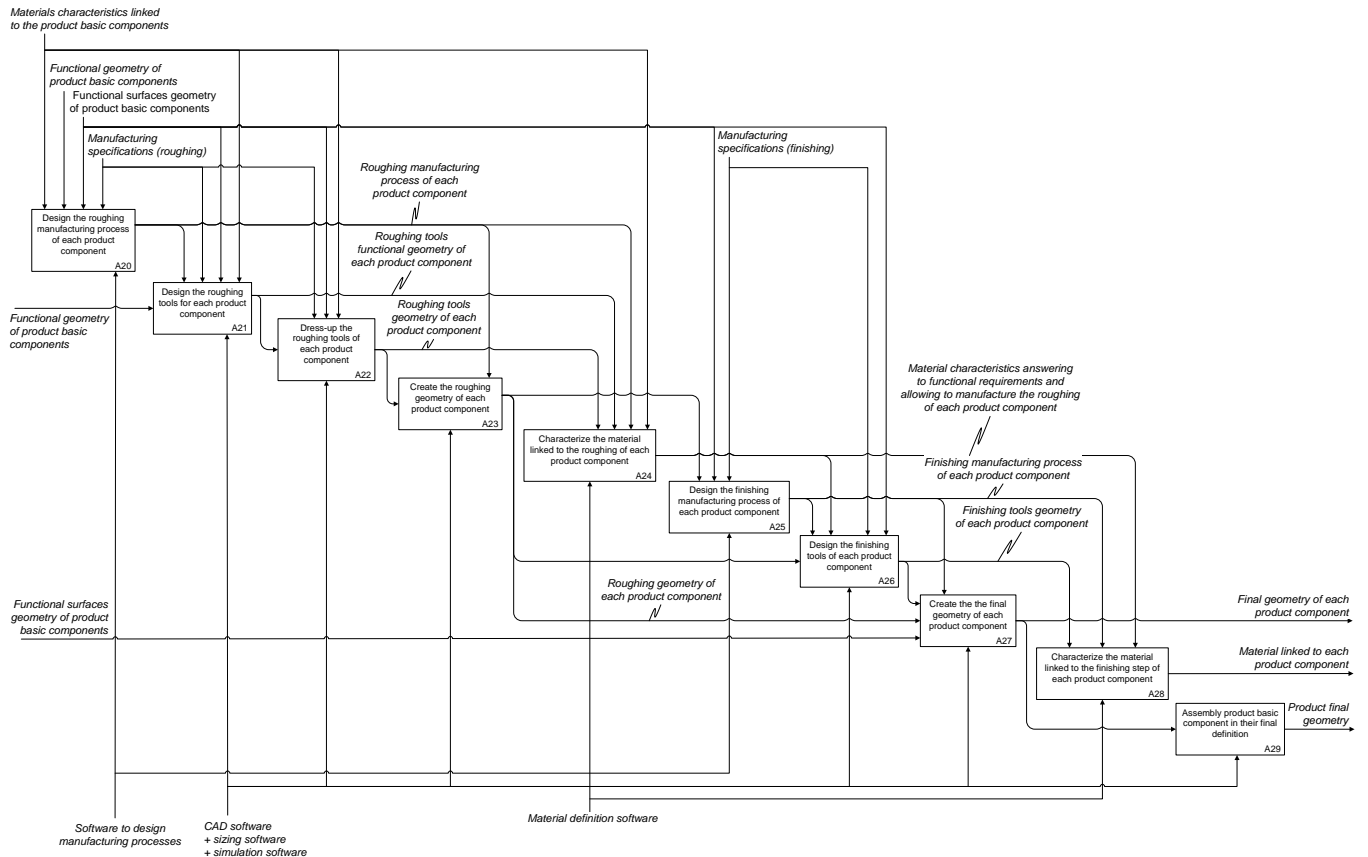 Materials characteristics linked
to the product basic components
Functional geometry of
product basic components
Functional surfaces geometry
of product basic components
Manufacturing
specifications (roughing)
Manufacturing
specifications (finishing)
Roughing manufacturing
process of each
product component
Design the roughing
manufacturing process
of each product
component
A20
Roughing tools
functional geometry of
each product component
Design the roughing
tools for each product
component
A21
Functional geometry
of product basic
components
Roughing tools
geometry of each
product component
Dress-up the
roughing tools of
each product
component
A22
Create the roughing
geometry of each
product component
A23
Material characteristics answering
to functional requirements and
allowing to manufacture the roughing
of each product component
Characterize the material
linked to the roughing of each
product component
A24
Finishing manufacturing process
of each product component
Design the finishing
manufacturing process of
each product component
A25
Finishing tools geometry
of each product component
Design the finishing
tools of each product
component
A26
Roughing geometry of
each product component
Functional surfaces
geometry of product
basic components
Create the the final
geometry of each
product component
A27
Final geometry of each
product component
Characterize the material
linked to the finishing step of
each product component
A28
Material linked to each
product component
Assembly product basic
component in their final
definition
A29
Product final
geometry
Software to design
manufacturing processes
CAD software
+ sizing software
+ simulation software
Material definition software